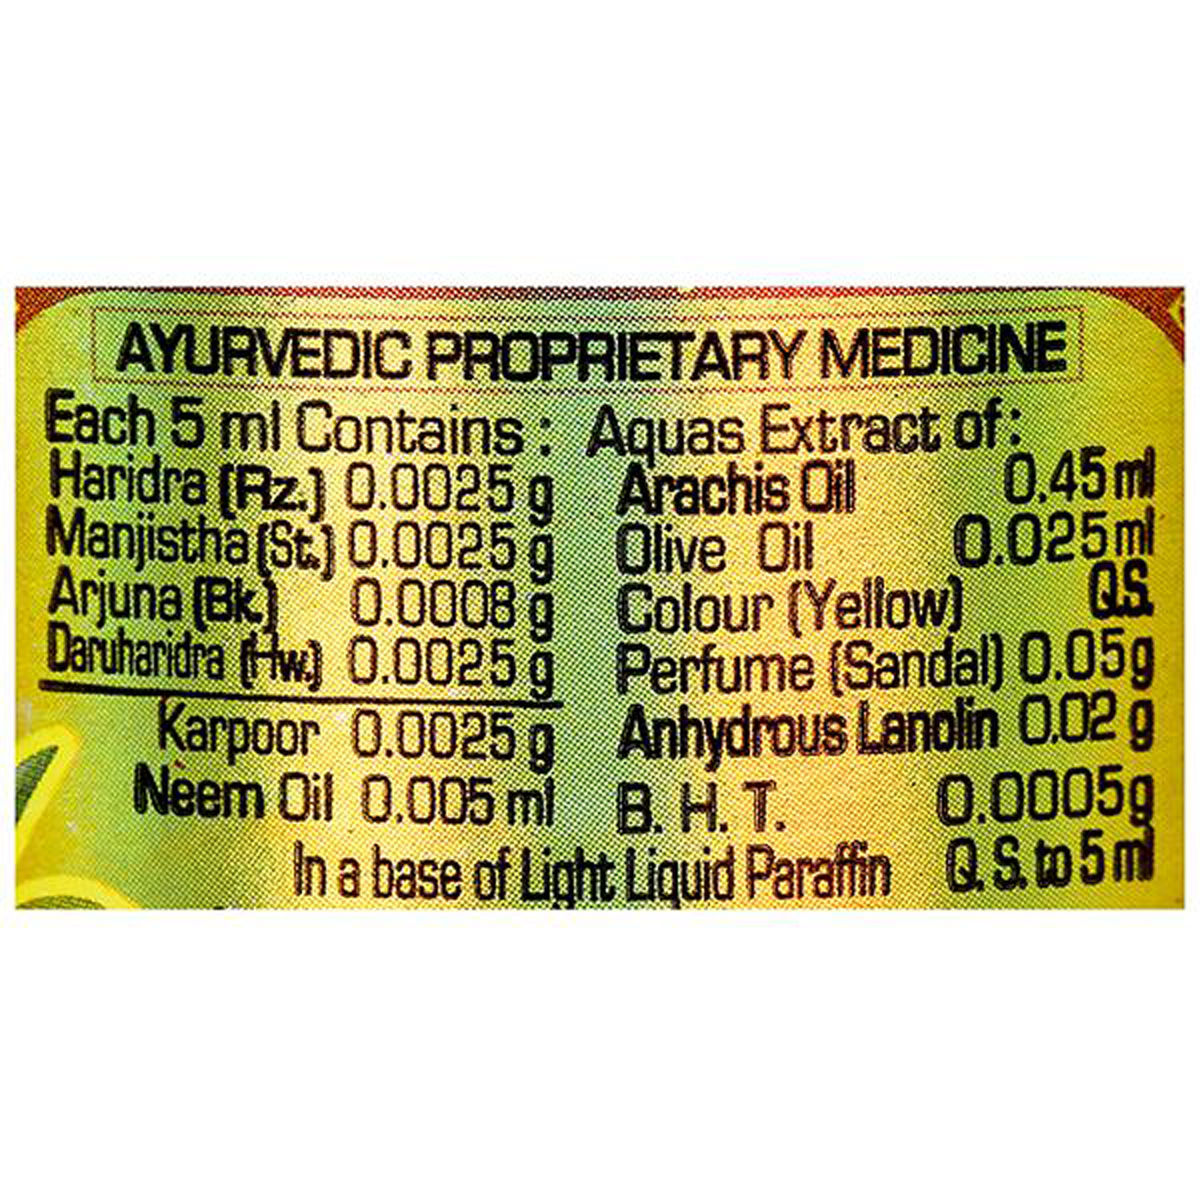 AYURVEDIC PROPRIETARY MEDICINE
Each 5 ml Contains : Aquas Extract of :
Haridra (Rz.) 0.0025 g
Manjistha (St.) 0.0025 g
Arjuna (Bk.) 0.0008 g
Daruharidra (Hw.) 0.0025 g
Karpoor 0.0025 g
Neem Oil 0.005 ml
Arachis Oil 0.45 ml
Olive Oil 0.025 ml
Colour (Yellow) Q.S.
Perfume (Sandal) 0.05 g
Anhydrous Lanolin 0.02 g
B. H. T. 0.0005 g
In a base of Light Liquid Paraffin Q. S. to 5 ml